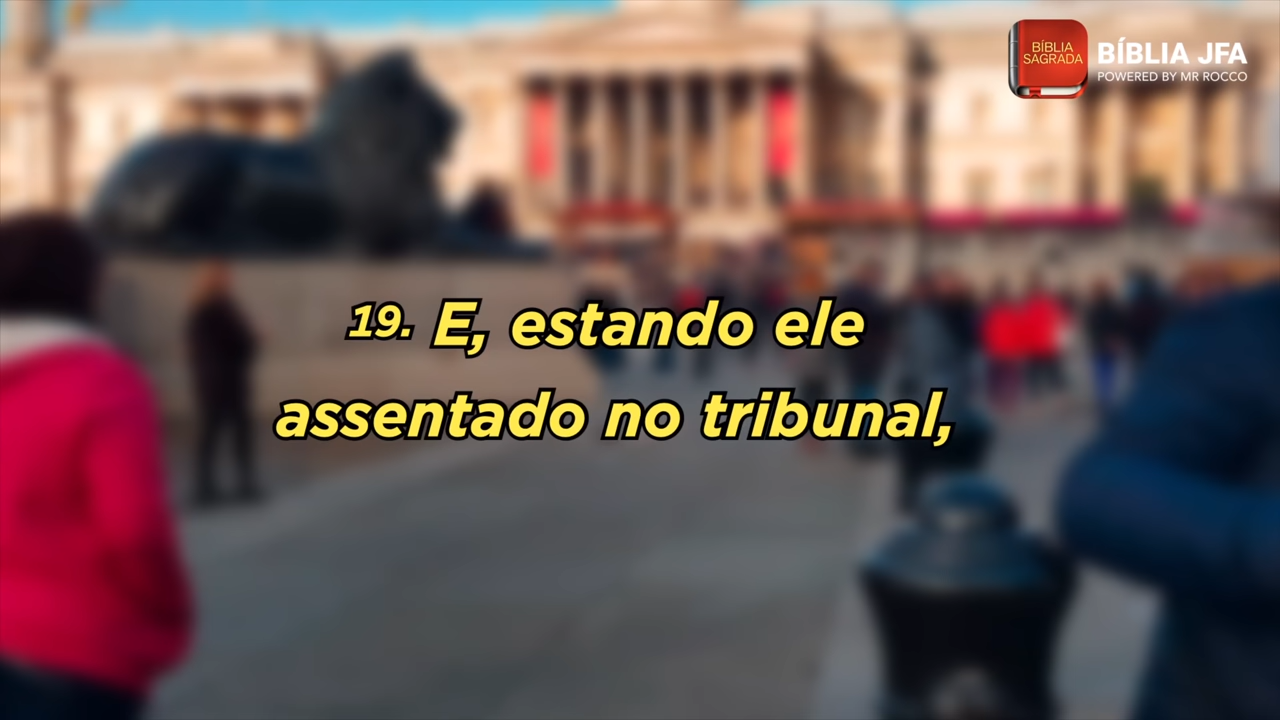 BÍBLIA
SAGRADA
BÍBLIA JFA
POWERED BY MR ROCCO
19. E, estando ele
assentado no tribunal,